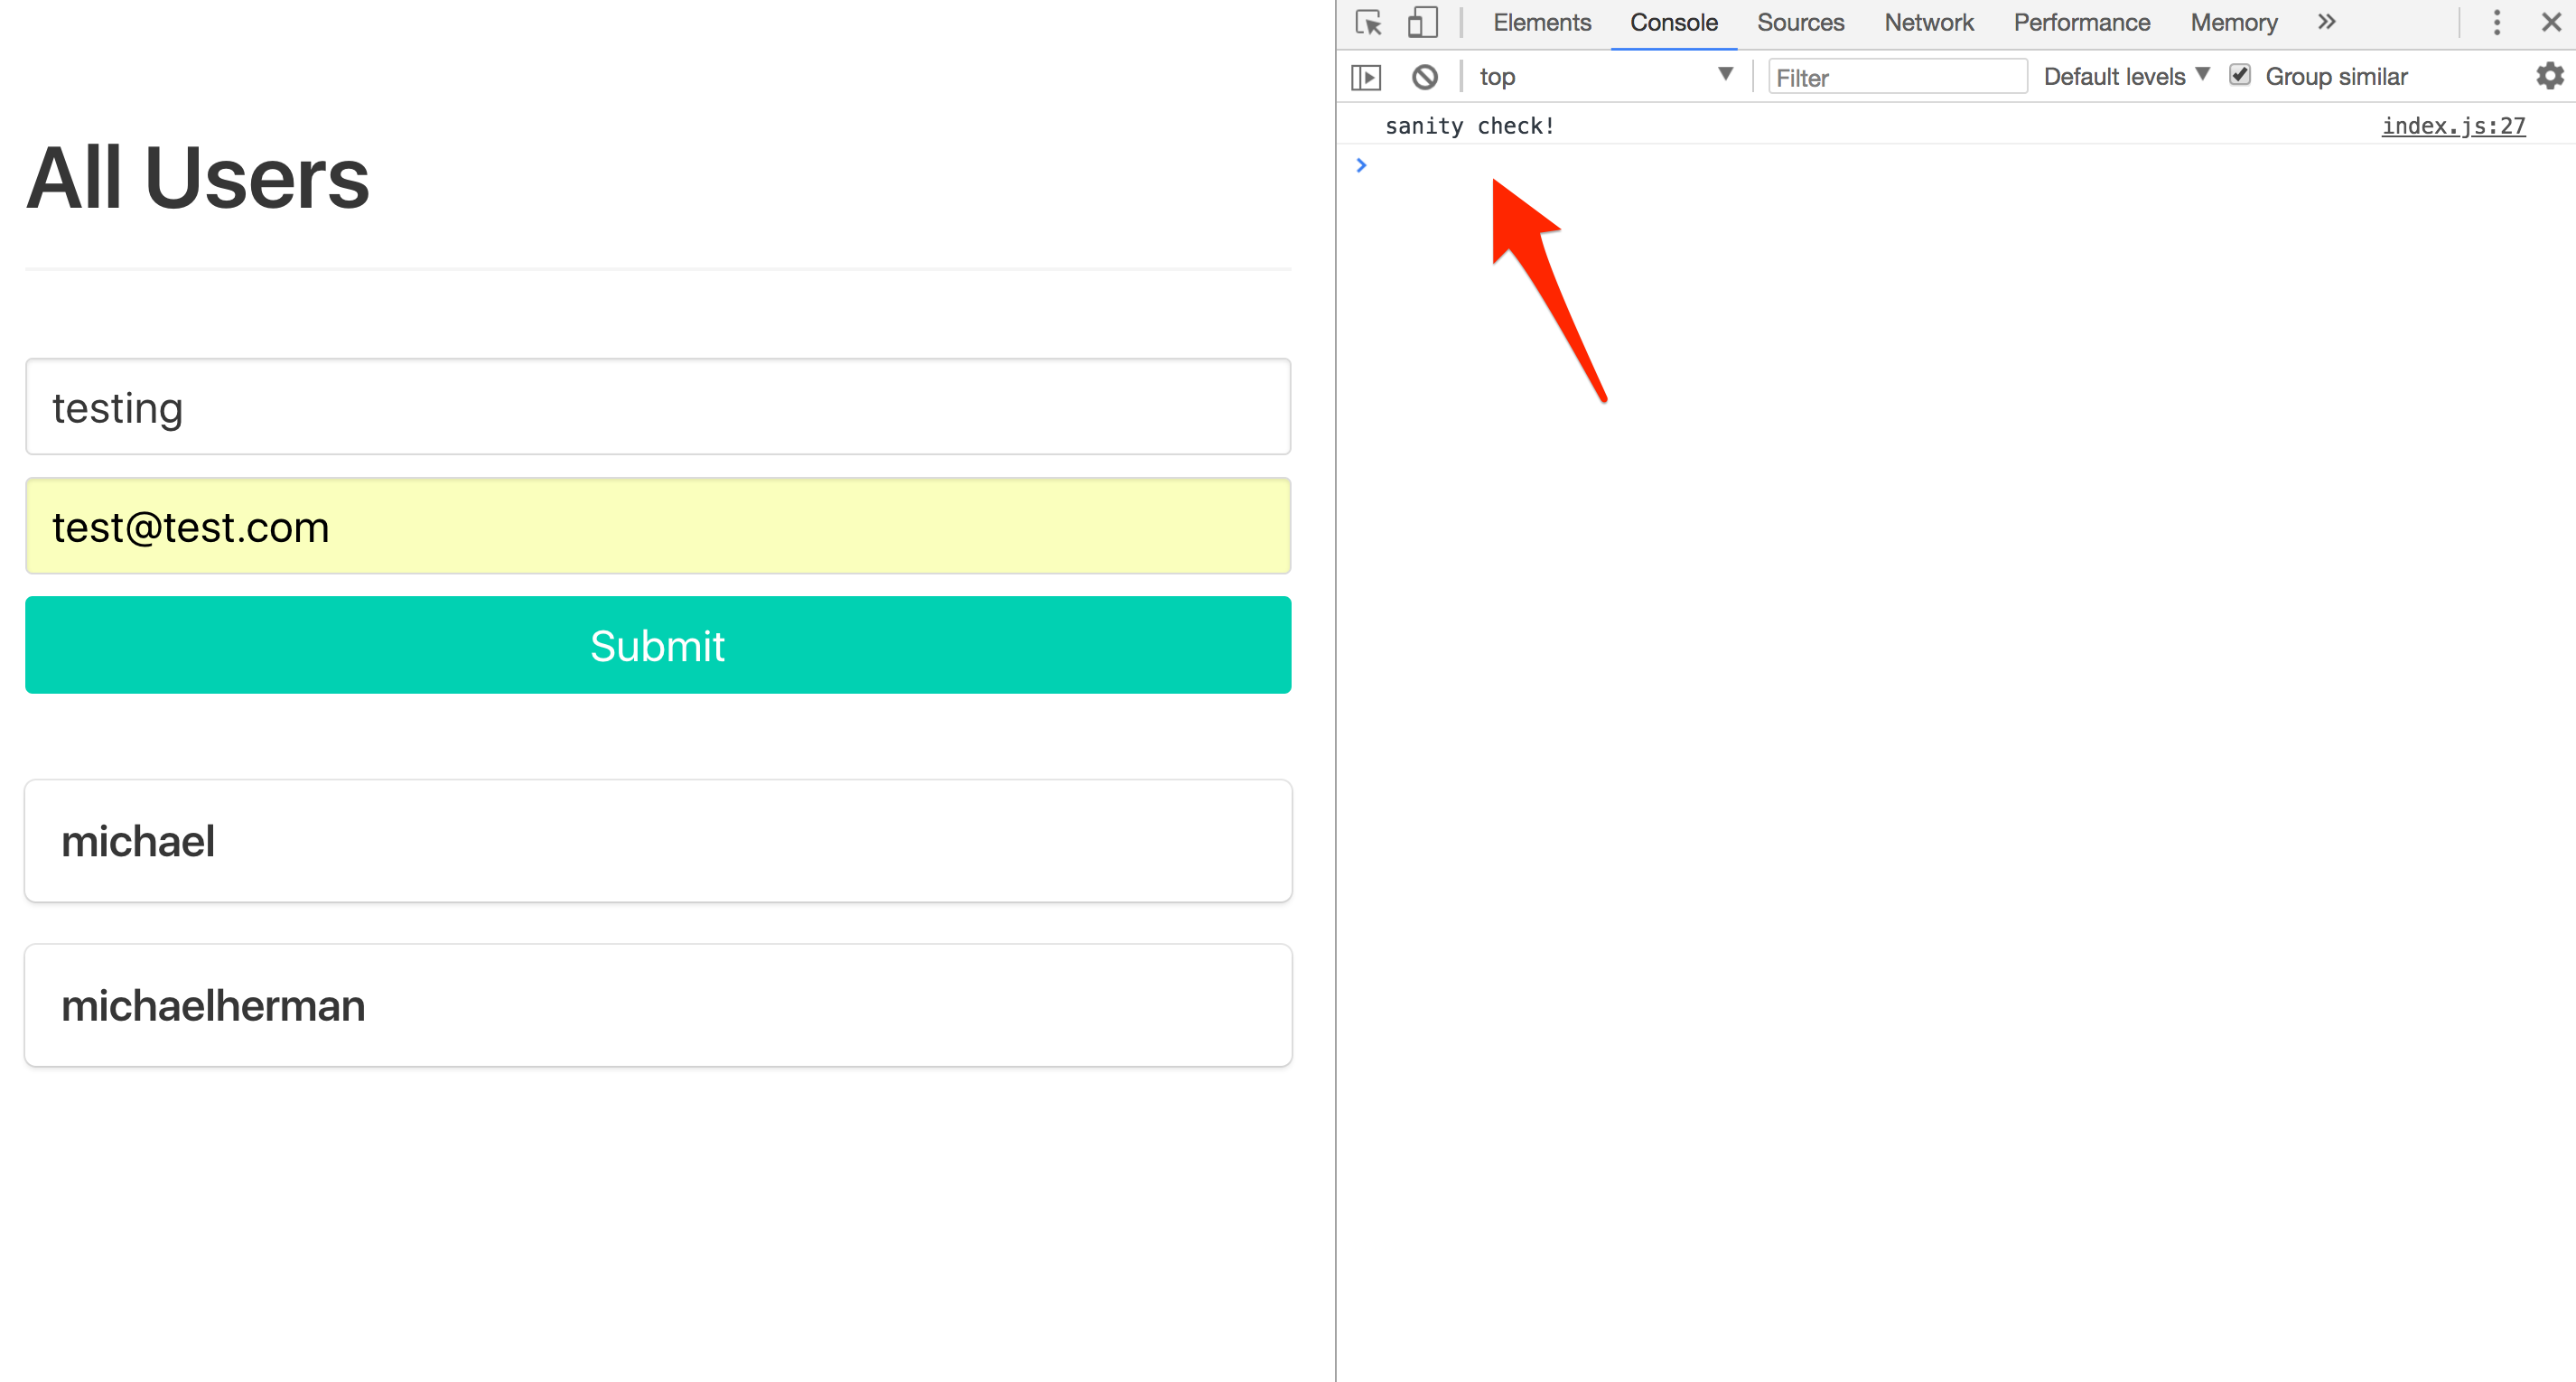 All Users
testing
test@test.com
Submit
michael
michaelherman
Elements Console Sources Network Performance Memory
top Filter Default levels Group similar
sanity check! index.js:27